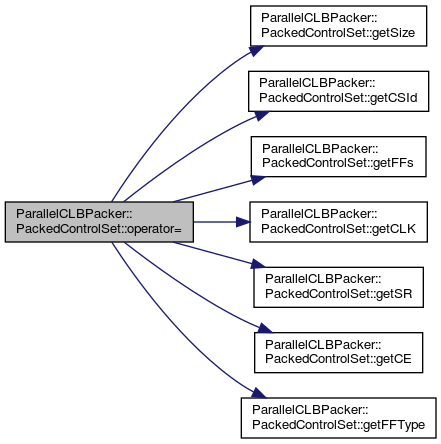 ParallelCLBPacker::
PackedControlSet::getSize
ParallelCLBPacker::
PackedControlSet::getCSId
ParallelCLBPacker::
PackedControlSet::getFFs
ParallelCLBPacker::
PackedControlSet::operator=
ParallelCLBPacker::
PackedControlSet::getCLK
ParallelCLBPacker::
PackedControlSet::getSR
ParallelCLBPacker::
PackedControlSet::getCE
ParallelCLBPacker::
PackedControlSet::getFFType